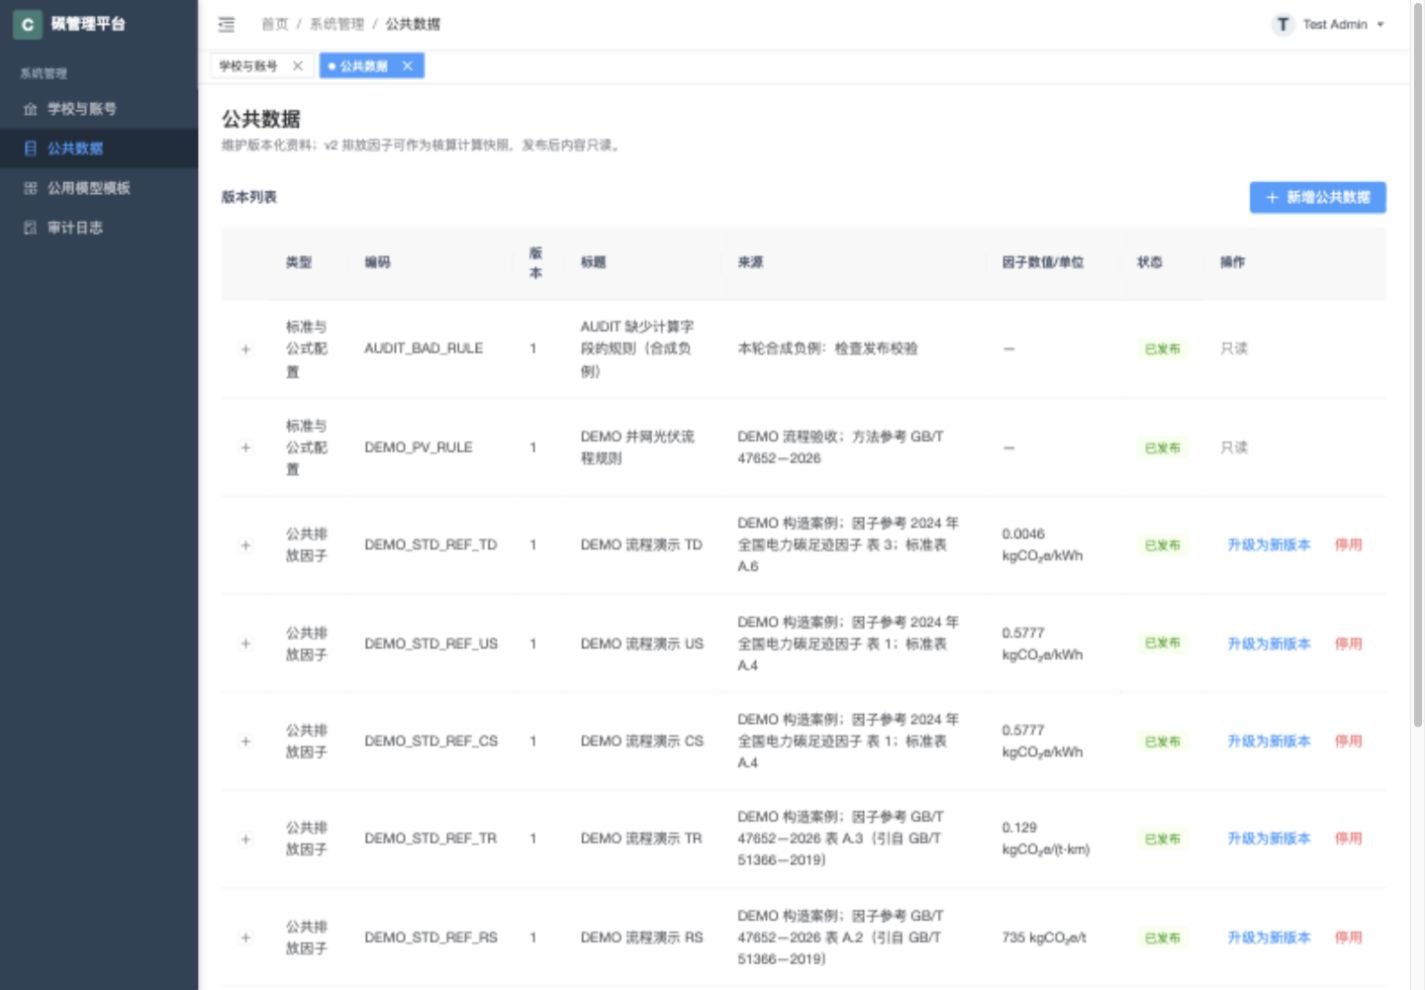 C 碳管理平台
首页 / 系统管理 / 公共数据
T Test Admin
系统管理
学校与账号
公共数据
公用模型模板
审计日志
学校与账号 ×
公共数据 ×
公共数据
维护版本化资料；v2 排放因子可作为核算计算快照，发布后内容只读。
版本列表
+ 新增公共数据
类型 编码 版本 标题 来源 因子数值/单位 状态 操作
+ 标准与公式配置 AUDIT_BAD_RULE 1 AUDIT 缺少计算字段的规则（合成负例） 本轮合成负例：检查发布校验 — 已发布 只读
+ 标准与公式配置 DEMO_PV_RULE 1 DEMO 并网光伏流程规则 DEMO 流程验收；方法参考 GB/T 47652—2026 — 已发布 只读
+ 公共排放因子 DEMO_STD_REF_TD 1 DEMO 流程演示 TD DEMO 构造案例；因子参考 2024 年全国电力碳足迹因子 表 3；标准表 A.6 0.0046 kgCO₂e/kWh 已发布 升级为新版本 停用
+ 公共排放因子 DEMO_STD_REF_US 1 DEMO 流程演示 US DEMO 构造案例；因子参考 2024 年全国电力碳足迹因子 表 1；标准表 A.4 0.5777 kgCO₂e/kWh 已发布 升级为新版本 停用
+ 公共排放因子 DEMO_STD_REF_CS 1 DEMO 流程演示 CS DEMO 构造案例；因子参考 2024 年全国电力碳足迹因子 表 1；标准表 A.4 0.5777 kgCO₂e/kWh 已发布 升级为新版本 停用
+ 公共排放因子 DEMO_STD_REF_TR 1 DEMO 流程演示 TR DEMO 构造案例；因子参考 GB/T 47652—2026 表 A.3（引自 GB/T 51366—2019） 0.129 kgCO₂e/(t·km) 已发布 升级为新版本 停用
+ 公共排放因子 DEMO_STD_REF_RS 1 DEMO 流程演示 RS DEMO 构造案例；因子参考 GB/T 47652—2026 表 A.2（引自 GB/T 51366—2019） 735 kgCO₂e/t 已发布 升级为新版本 停用